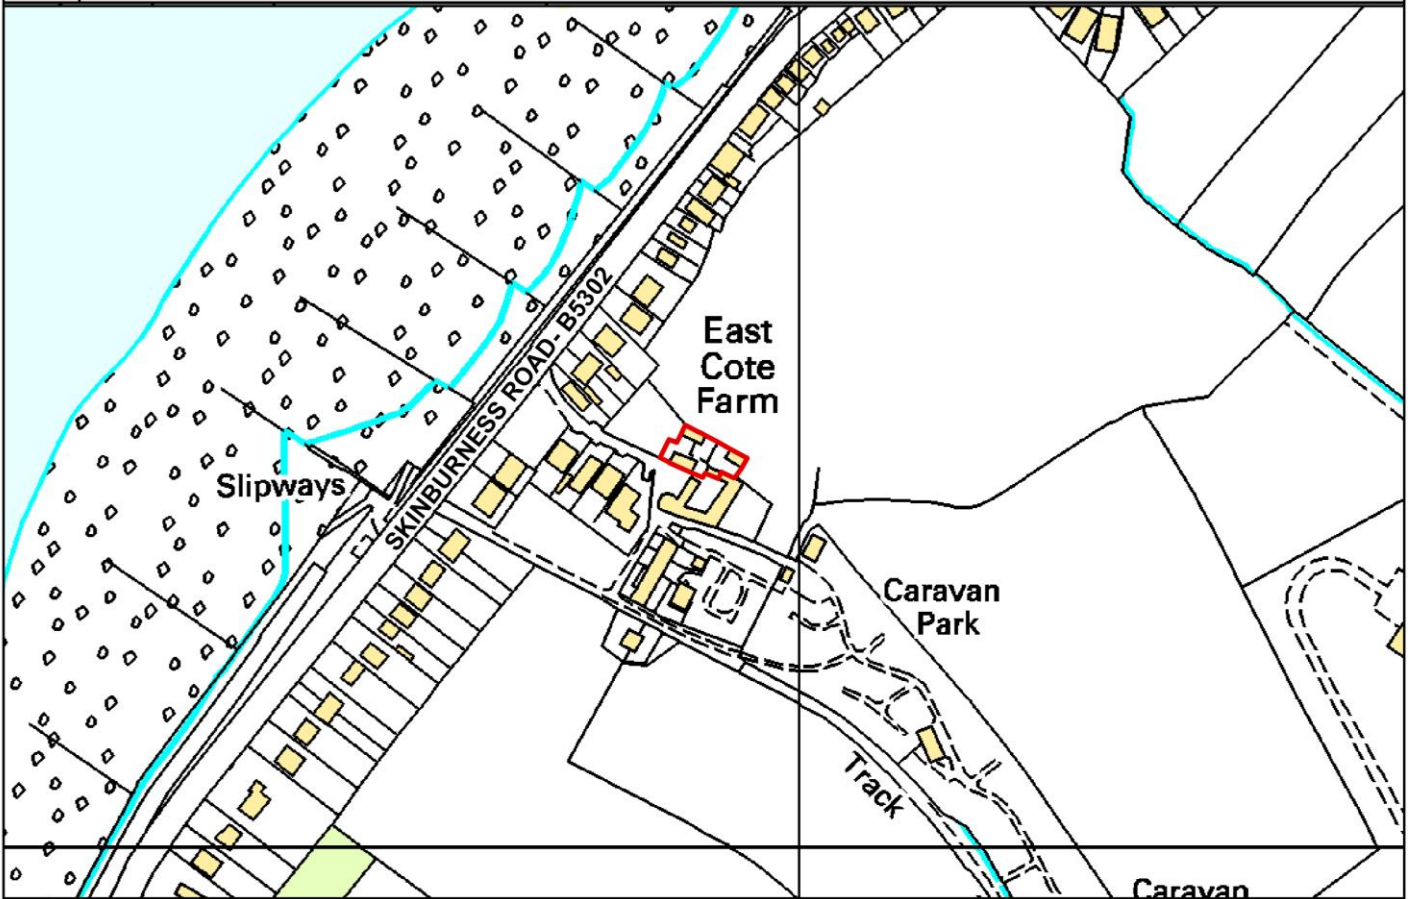 SKINBURNESS ROAD- B5302
East
Cote
Farm
Slipways
Caravan
Park
Track
Caravan